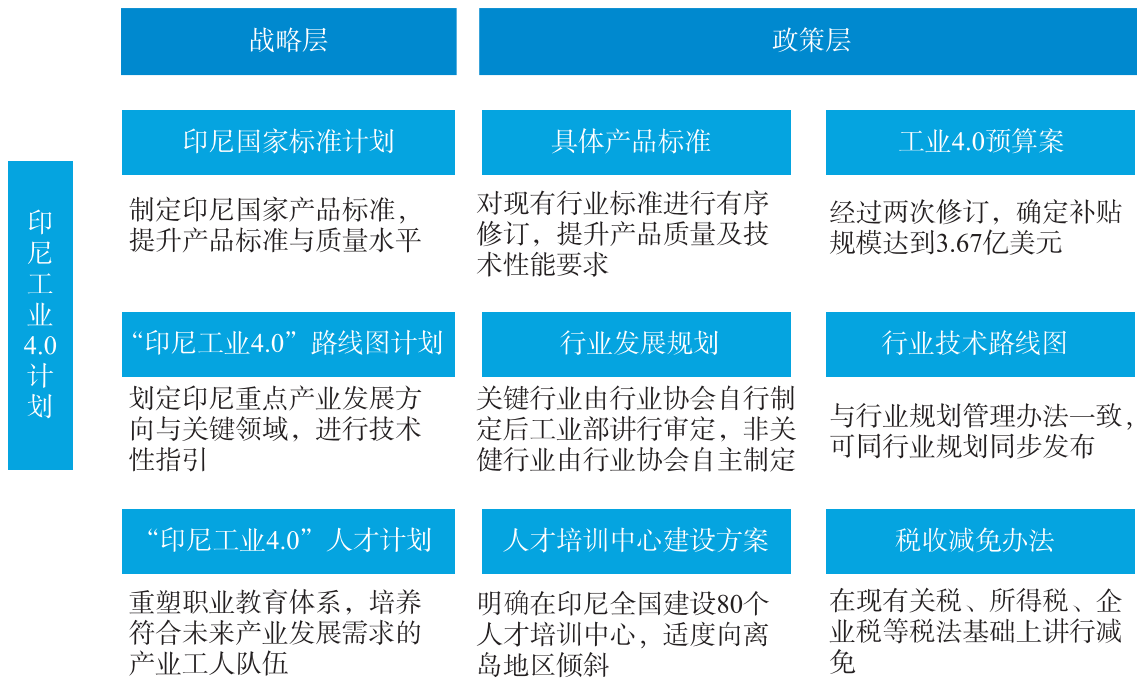 战略层
政策层
印尼工业4.0计划
印尼国家标准计划
制定印尼国家产品标准，
提升产品标准与质量水平
具体产品标准
对现有行业标准进行有序
修订，提升产品质量及技
术性能要求
工业4.0预算案
经过两次修订，确定补贴
规模达到3.67亿美元
“印尼工业4.0”路线图计划
划定印尼重点产业发展方
向与关键领域，进行技术
性指引
行业发展规划
关键行业由行业协会自行制
定后工业部讲行审定，非关
健行业由行业协会自主制定
行业技术路线图
与行业规划管理办法一致，
可同行业规划同步发布
“印尼工业4.0”人才计划
重塑职业教育体系，培养
符合未来产业发展需求的
产业工人队伍
人才培训中心建设方案
明确在印尼全国建设80个
人才培训中心，适度向离
岛地区倾斜
税收减免办法
在现有关税、所得税、企
业税等税法基础上讲行减
免